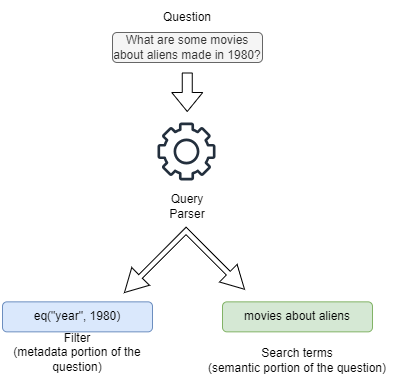 Question
What are some movies
about aliens made in 1980?
Query
Parser
eq("year", 1980)
Filter
(metadata portion of the
question)
movies about aliens
Search terms
(semantic portion of the question)